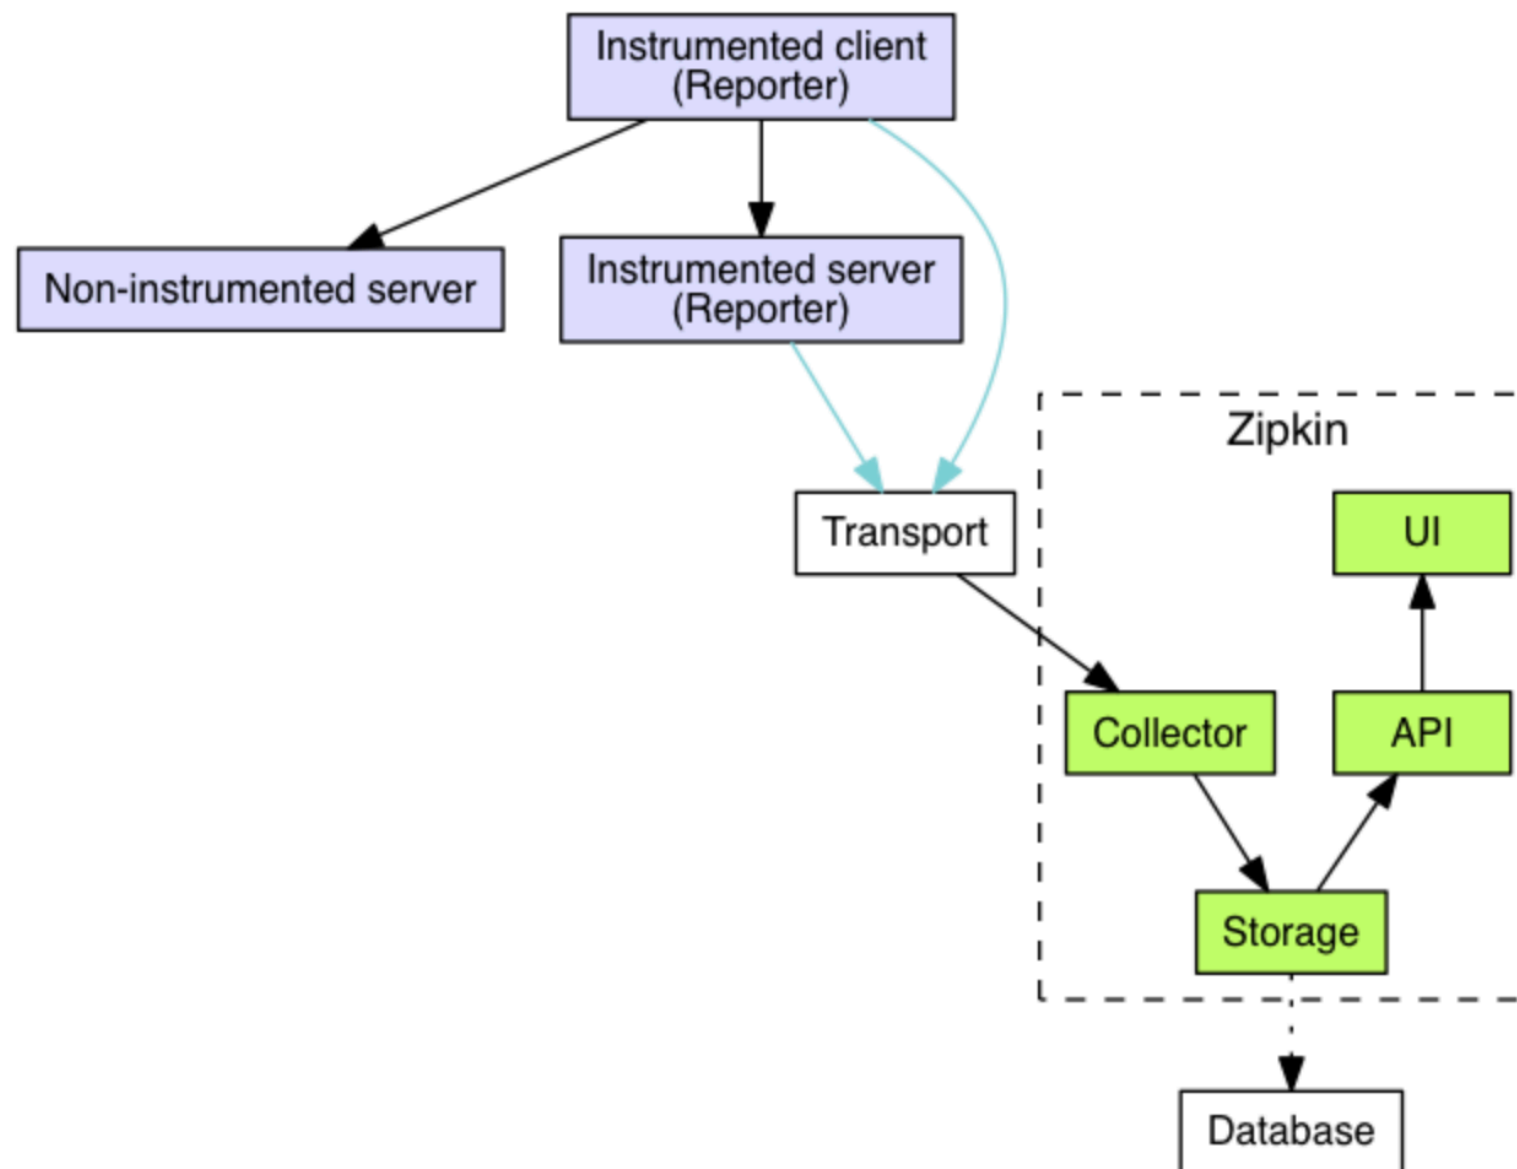 Instrumented client
(Reporter)
Non-instrumented server
Instrumented server
(Reporter)
Zipkin
Transport
UI
Collector
API
Storage
Database